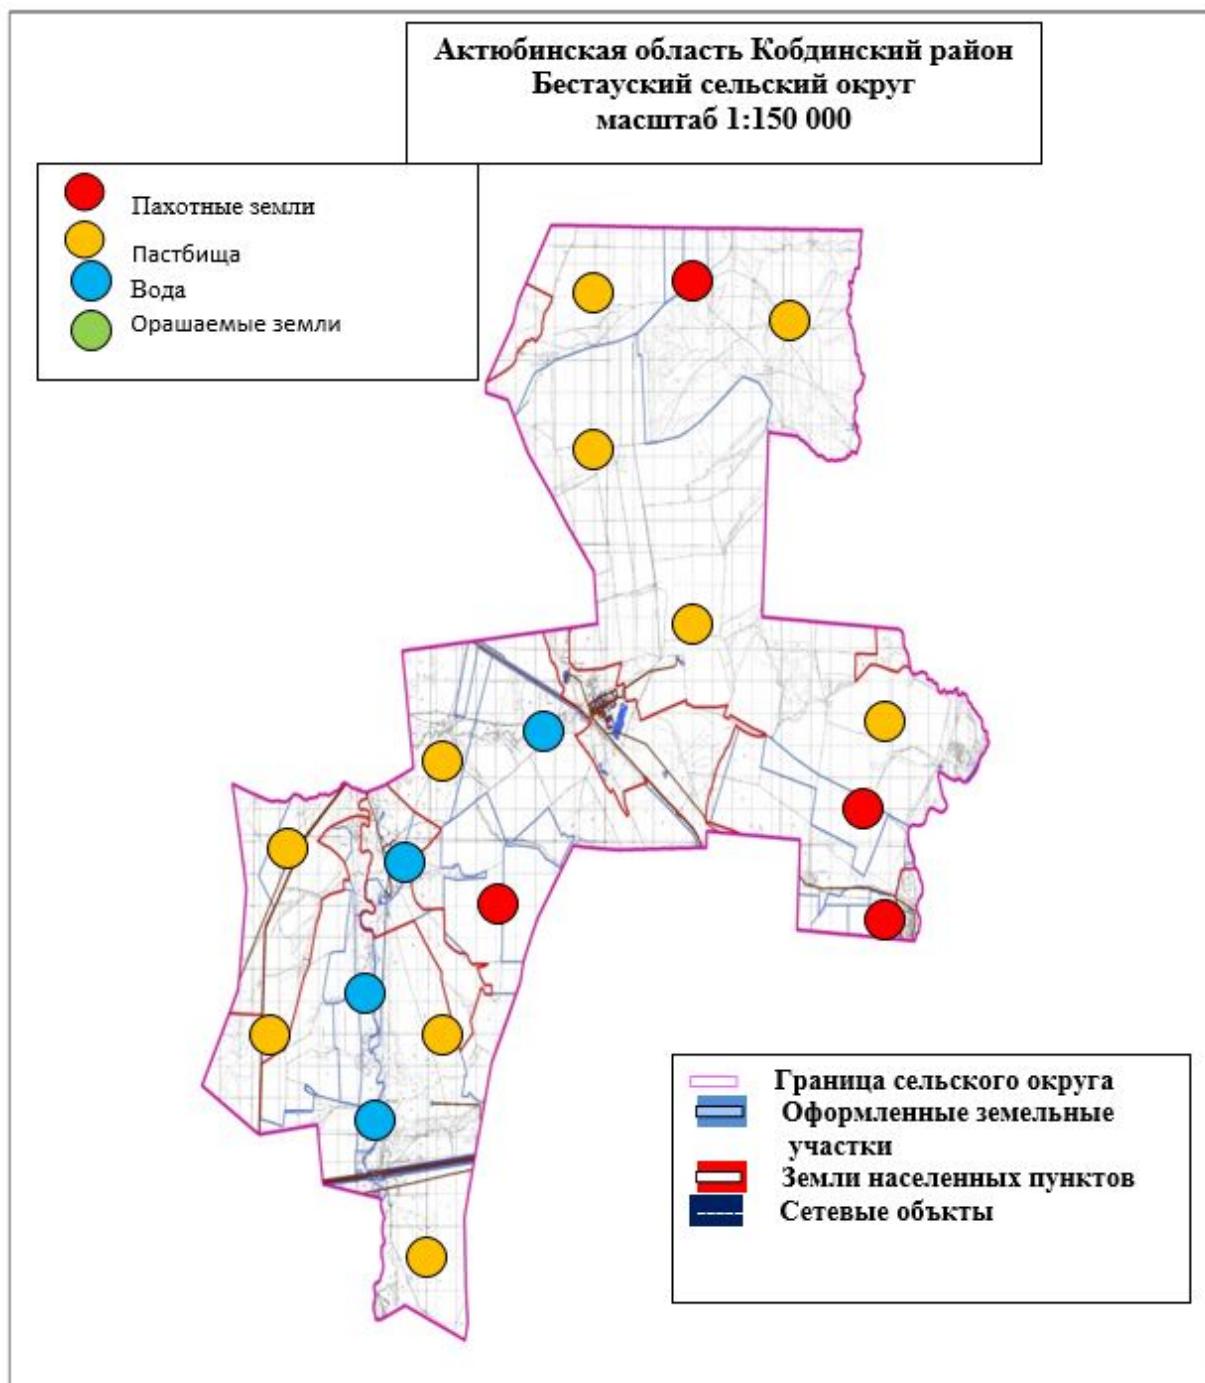 Актюбинская область Кобдинский район
Бестауский сельский округ
масштаб 1:150 000
Пахотные земли
Пастбища
Вода
Орашаемые земли
Граница сельского округа
Оформленные земельные
участки
Земли населенных пунктов
Сетевые объкты